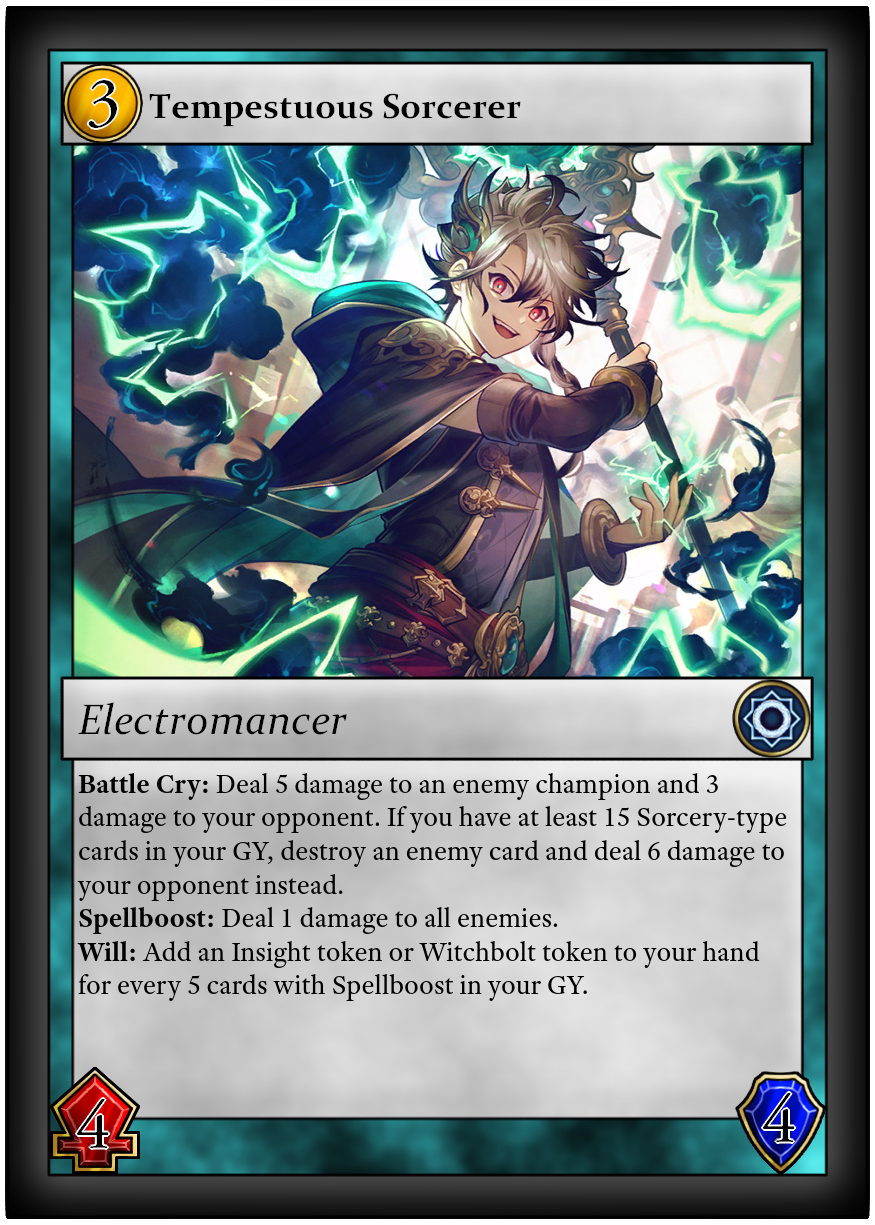 3 Tempestuous Sorcerer
Electromancer
Battle Cry: Deal 5 damage to an enemy champion and 3
damage to your opponent. If you have at least 15 Sorcery-type
cards in your GY, destroy an enemy card and deal 6 damage to
your opponent instead.
Spellboost: Deal 1 damage to all enemies.
Will: Add an Insight token or Witchbolt token to your hand
for every 5 cards with Spellboost in your GY.
4 4